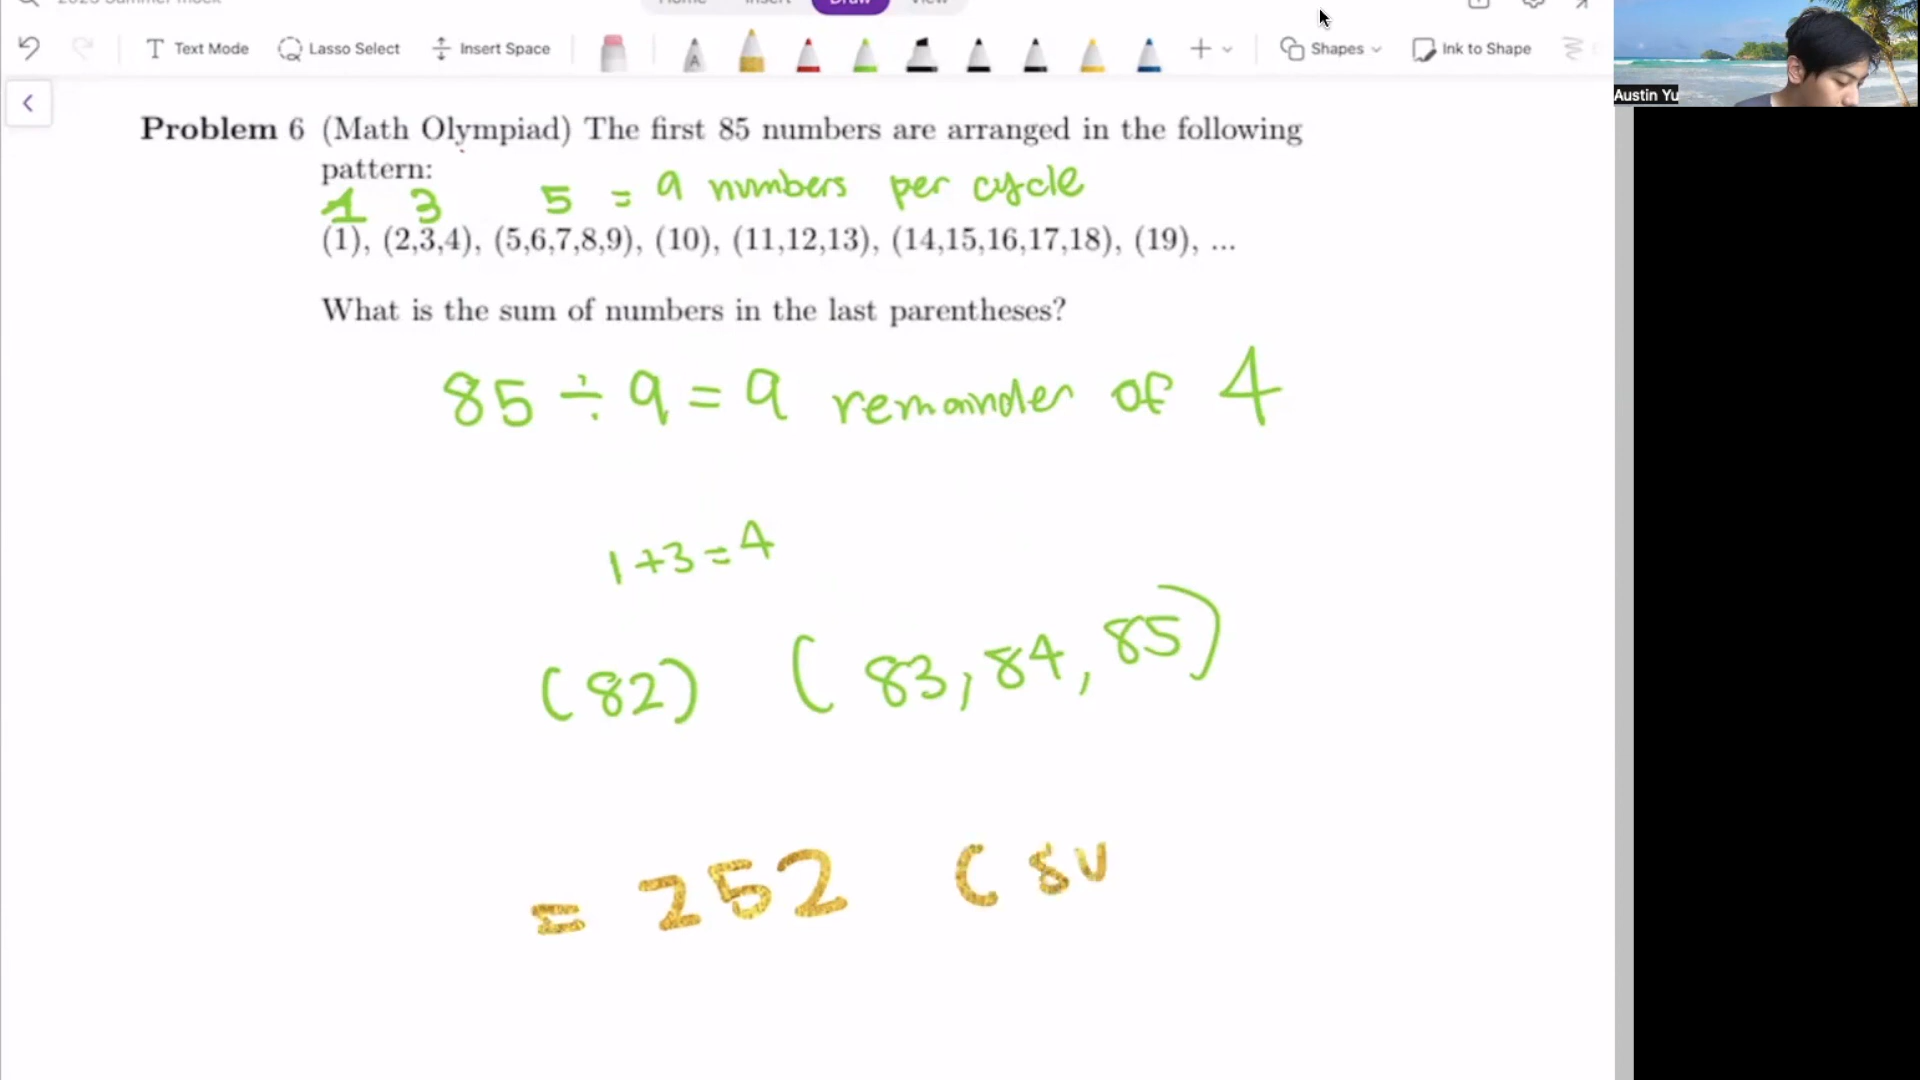 Text Mode Lasso Select Insert Space Shapes Ink to Shape
Austin Yu
Problem 6 (Math Olympiad) The first 85 numbers are arranged in the following
pattern:
1 3 5 = 9 numbers per cycle
(1), (2,3,4), (5,6,7,8,9), (10), (11,12,13), (14,15,16,17,18), (19), ...
What is the sum of numbers in the last parentheses?
85 ÷ 9 = 9 remainder of 4
1+3=4
(82) (83, 84, 85)
= 252 (su